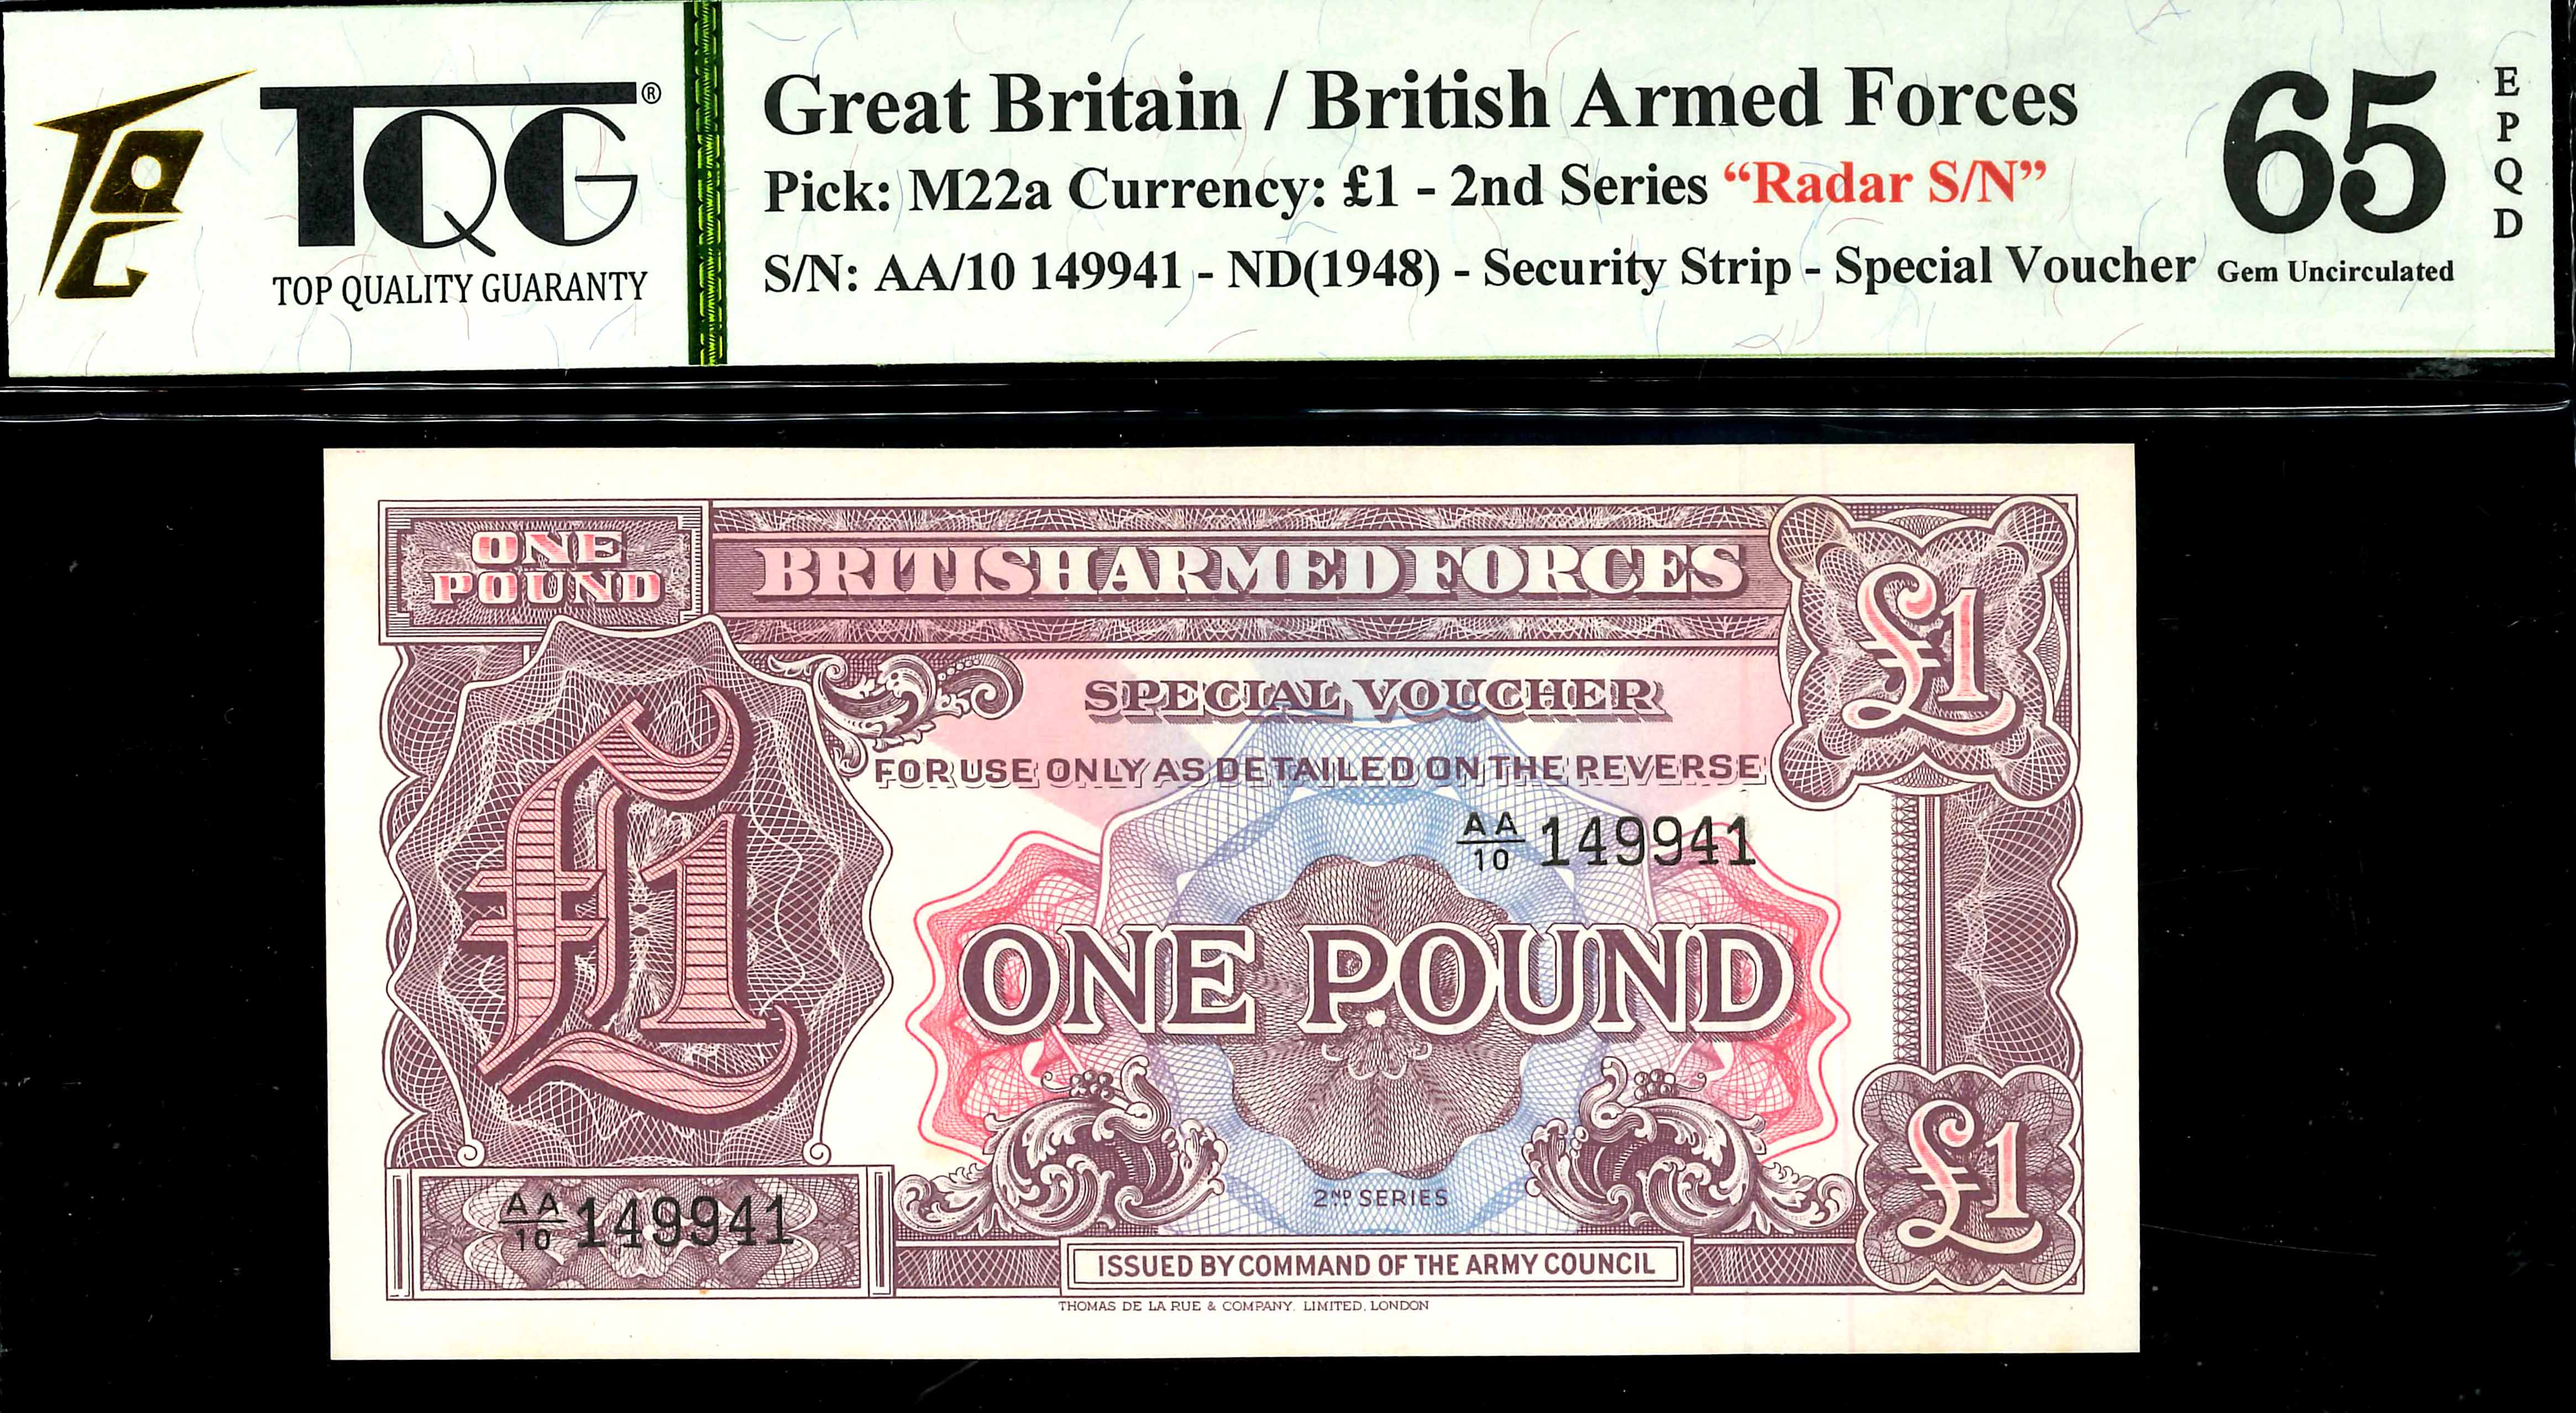 TQG®
TOP QUALITY GUARANTY
Great Britain / British Armed Forces
Pick: M22a Currency: £1 - 2nd Series “Radar S/N”
S/N: AA/10 149941 - ND(1948) - Security Strip - Special Voucher
65
Gem Uncirculated
EPQD
ONE
POUND
BRITISH ARMED FORCES
£1
SPECIAL VOUCHER
FOR USE ONLY AS DETAILED ON THE REVERSE
AA/10 149941
£1
ONE POUND
2ND SERIES
£1
AA/10 149941
ISSUED BY COMMAND OF THE ARMY COUNCIL
THOMAS DE LA RUE & COMPANY. LIMITED, LONDON